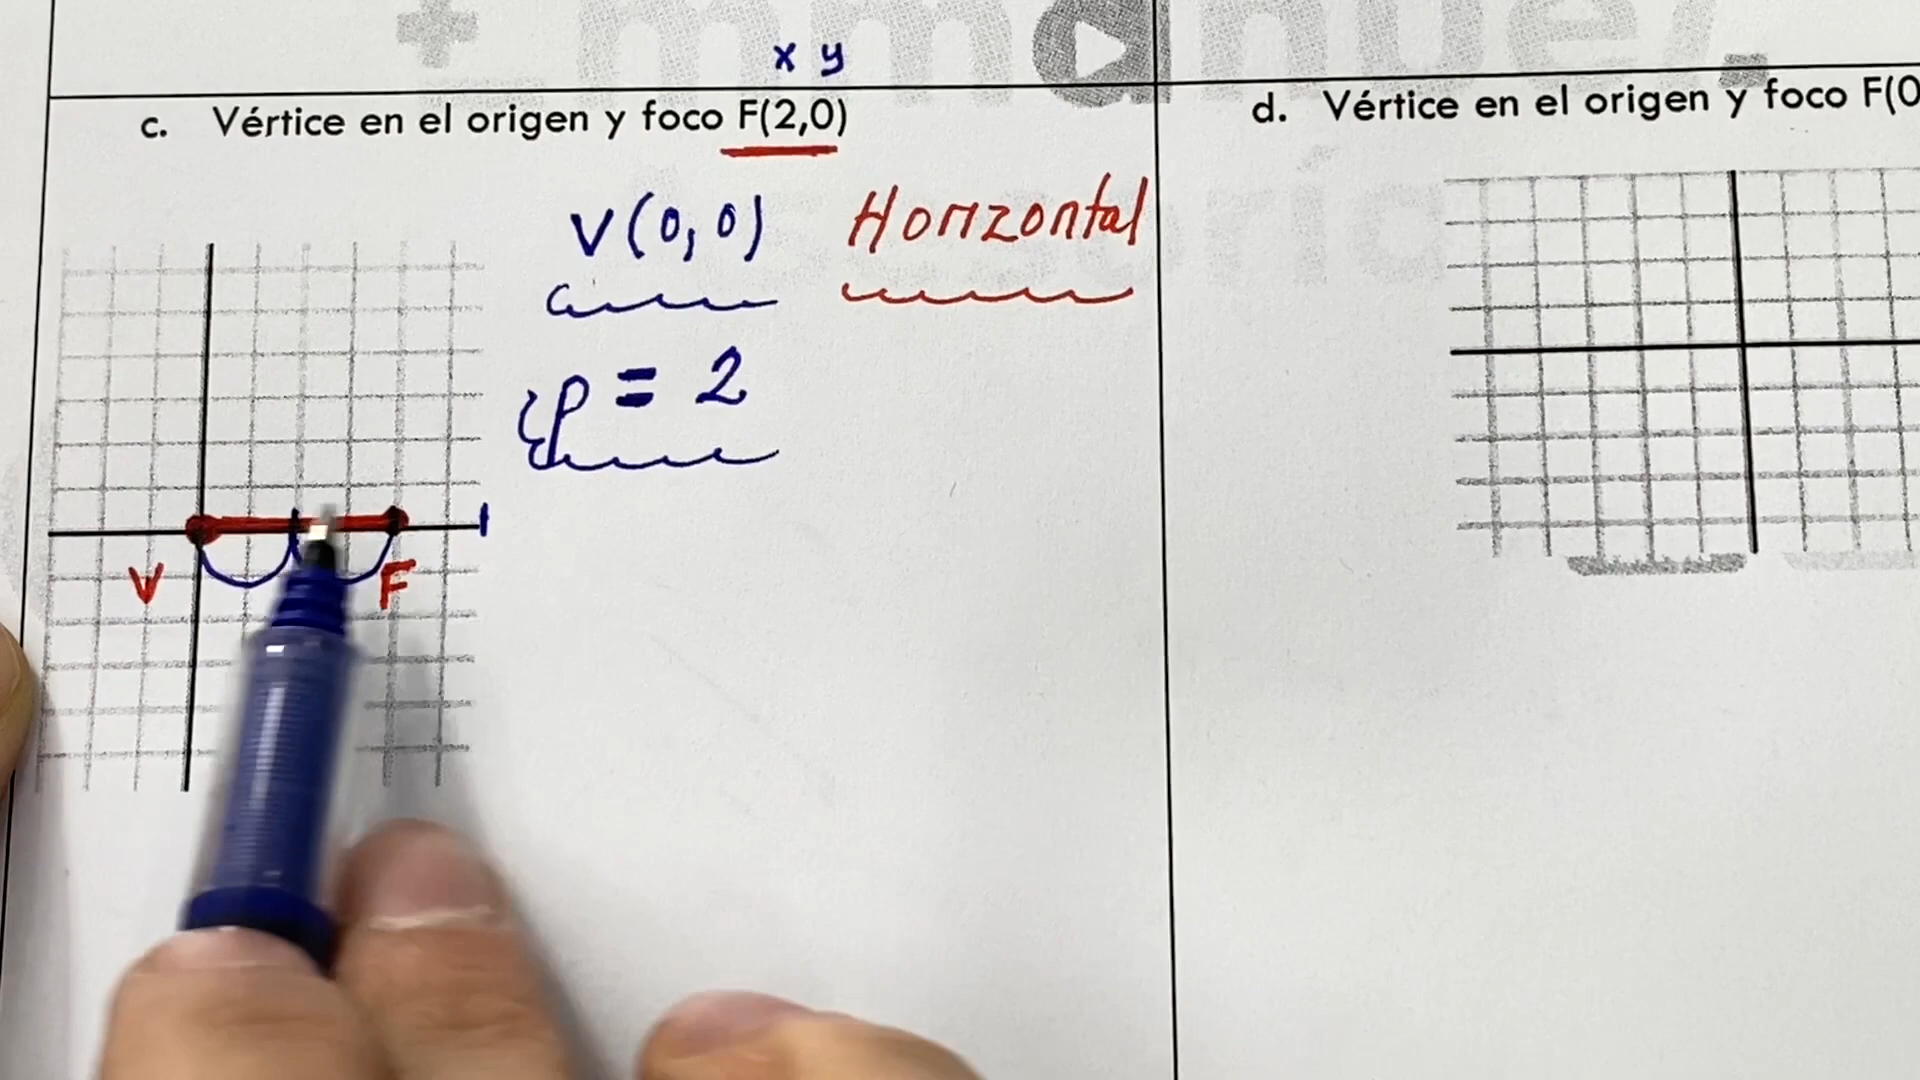 x y
c. Vértice en el origen y foco F(2,0)
V(0,0) Horizontal
p = 2
V F
d. Vértice en el origen y foco F(0